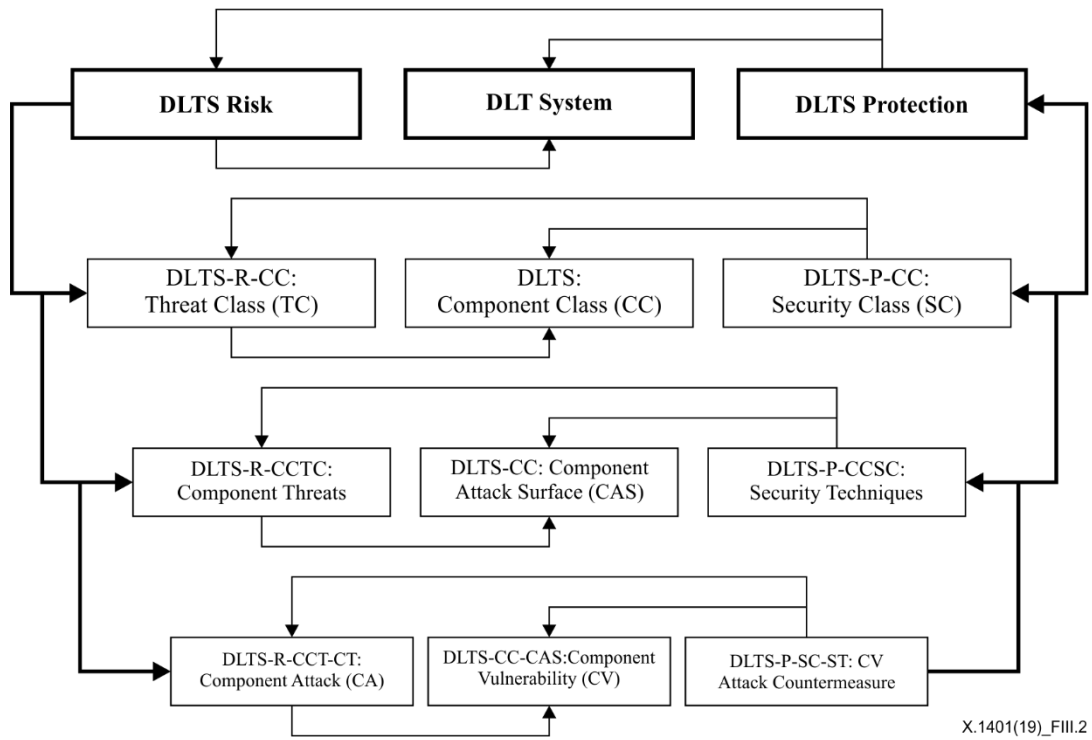 DLTS Risk
DLT System
DLTS Protection
DLTS-R-CC:
Threat Class (TC)
DLTS:
Component Class (CC)
DLTS-P-CC:
Security Class (SC)
DLTS-R-CCTC:
Component Threats
DLTS-CC: Component
Attack Surface (CAS)
DLTS-P-CCSC:
Security Techniques
DLTS-R-CCT-CT:
Component Attack (CA)
DLTS-CC-CAS:Component
Vulnerability (CV)
DLTS-P-SC-ST: CV
Attack Countermeasure
X.1401(19)_FIII.2